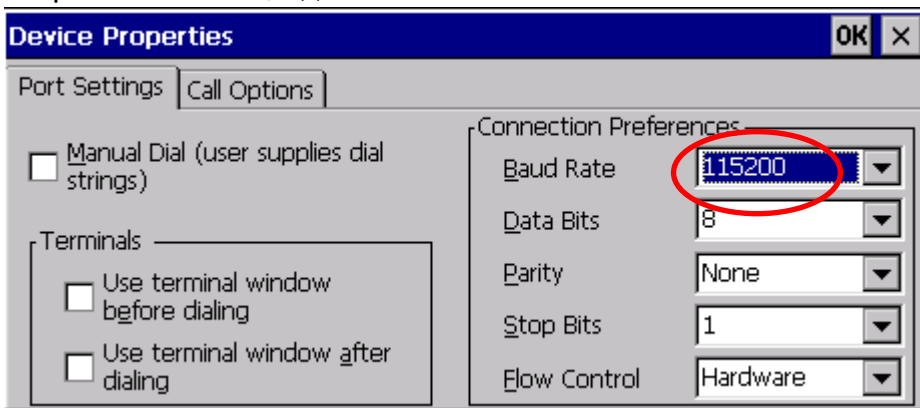 Device Properties OK ×
Port Settings Call Options
Manual Dial (user supplies dial
strings)
Terminals
Use terminal window
before dialing
Use terminal window after
dialing
Connection Preferences
Baud Rate 115200
Data Bits 8
Parity None
Stop Bits 1
Flow Control Hardware